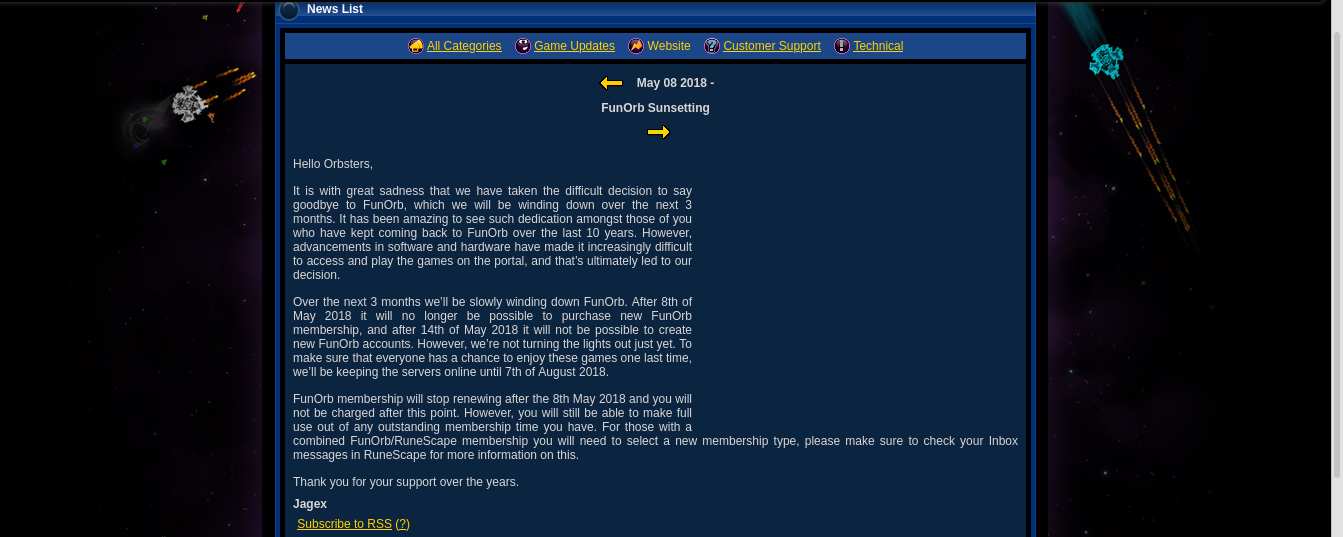 News List
All Categories Game Updates Website Customer Support Technical
May 08 2018 -
FunOrb Sunsetting
Hello Orbsters,
It is with great sadness that we have taken the difficult decision to say
goodbye to FunOrb, which we will be winding down over the next 3
months. It has been amazing to see such dedication amongst those of you
who have kept coming back to FunOrb over the last 10 years. However,
advancements in software and hardware have made it increasingly difficult
to access and play the games on the portal, and that’s ultimately led to our
decision.
Over the next 3 months we’ll be slowly winding down FunOrb. After 8th of
May 2018 it will no longer be possible to purchase new FunOrb
membership, and after 14th of May 2018 it will not be possible to create
new FunOrb accounts. However, we’re not turning the lights out just yet. To
make sure that everyone has a chance to enjoy these games one last time,
we’ll be keeping the servers online until 7th of August 2018.
FunOrb membership will stop renewing after the 8th May 2018 and you will
not be charged after this point. However, you will still be able to make full
use out of any outstanding membership time you have. For those with a
combined FunOrb/RuneScape membership you will need to select a new membership type, please make sure to check your Inbox
messages in RuneScape for more information on this.
Thank you for your support over the years.
Jagex
Subscribe to RSS (?)